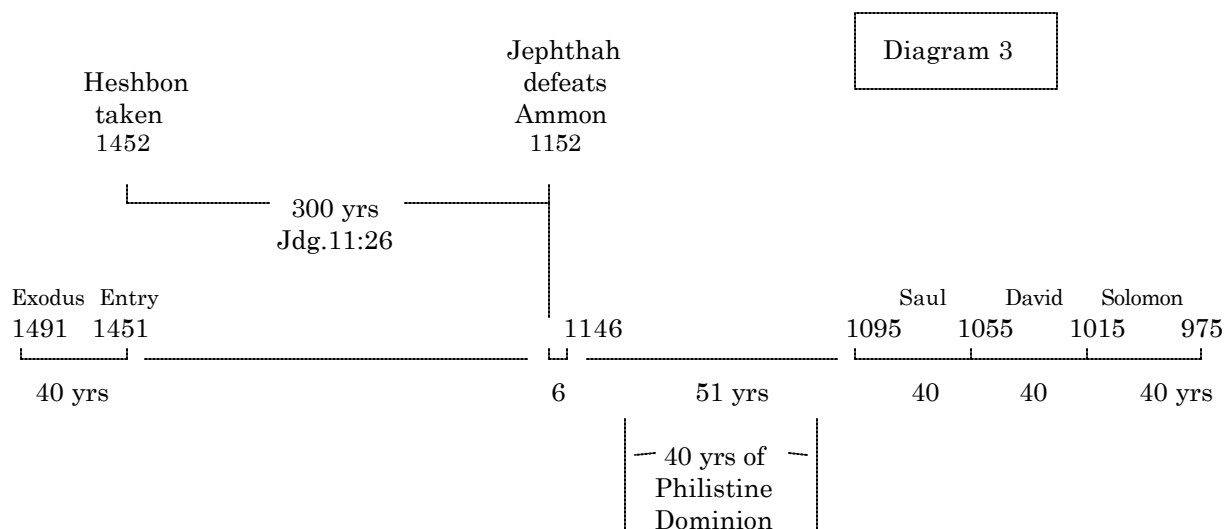 Diagram 3
Heshbon
taken
1452
Jephthah
defeats
Ammon
1152
300 yrs
Jdg.11:26
Exodus Entry
1491 1451
1146
Saul David Solomon
1095 1055 1015 975
40 yrs
6
51 yrs
40 40 40 yrs
40 yrs of
Philistine
Dominion